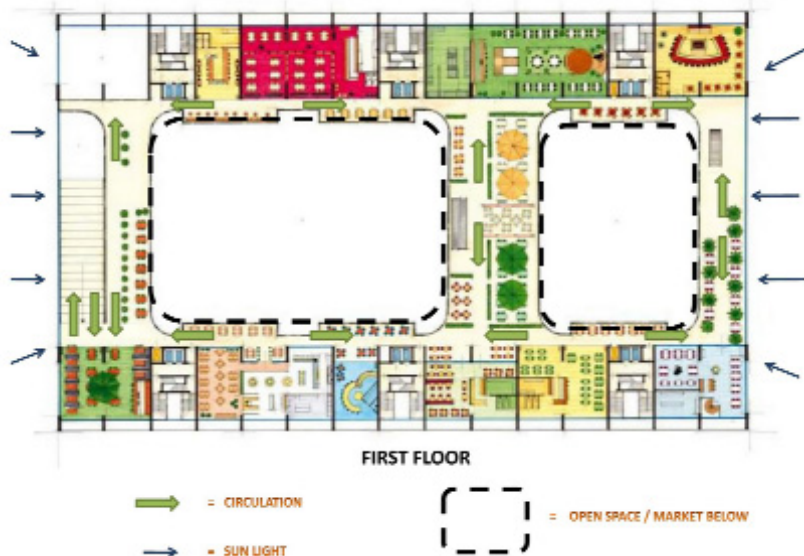 FIRST FLOOR
= CIRCULATION
= OPEN SPACE / MARKET BELOW
= SUN LIGHT